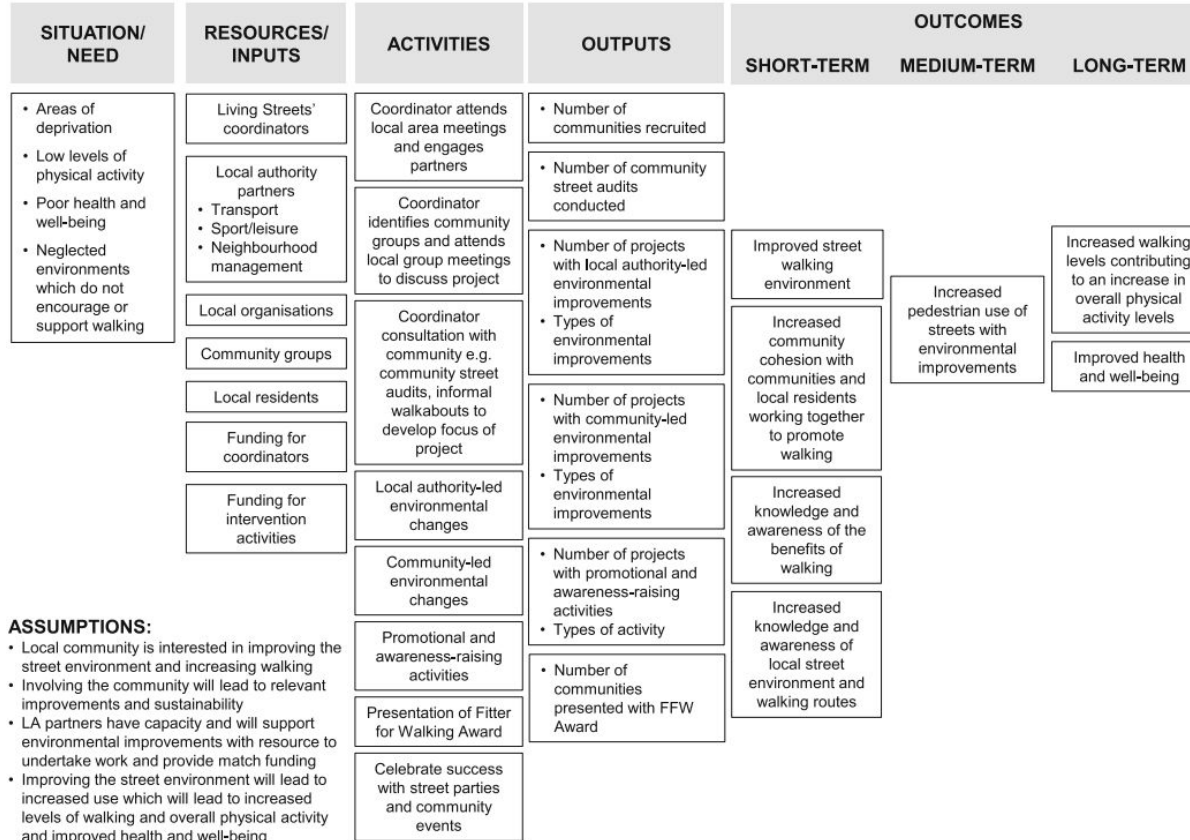 SITUATION/
NEED
RESOURCES/
INPUTS
ACTIVITIES
OUTPUTS
OUTCOMES
SHORT-TERM
MEDIUM-TERM
LONG-TERM
• Areas of
deprivation
• Low levels of
physical activity
• Poor health and
well-being
• Neglected
environments
which do not
encourage or
support walking
Living Streets'
coordinators
Local authority
partners
• Transport
• Sport/leisure
• Neighbourhood
management
Local organisations
Community groups
Local residents
Funding for
coordinators
Funding for
intervention
activities
Coordinator attends
local area meetings
and engages
partners
Coordinator
identifies community
groups and attends
local group meetings
to discuss project
Coordinator
consultation with
community e.g.
community street
audits, informal
walkabouts to
develop focus of
project
Local authority-led
environmental
changes
Community-led
environmental
changes
Promotional and
awareness-raising
activities
Presentation of Fitter
for Walking Award
Celebrate success
with street parties
and community
events
• Number of
communities recruited
• Number of community
street audits
conducted
• Number of projects
with local authority-led
environmental
improvements
• Types of
environmental
improvements
• Number of projects
with community-led
environmental
improvements
• Types of
environmental
improvements
• Number of projects
with promotional and
awareness-raising
activities
• Types of activity
• Number of
communities
presented with FFW
Award
Improved street
walking
environment
Increased
community
cohesion with
communities and
local residents
working together
to promote
walking
Increased
knowledge and
awareness of the
benefits of
walking
Increased
knowledge and
awareness of
local street
environment and
walking routes
Increased
pedestrian use of
streets with
environmental
improvements
Increased walking
levels contributing
to an increase in
overall physical
activity levels
Improved health
and well-being
ASSUMPTIONS:
• Local community is interested in improving the
street environment and increasing walking
• Involving the community will lead to relevant
improvements and sustainability
• LA partners have capacity and will support
environmental improvements with resource to
undertake work and provide match funding
• Improving the street environment will lead to
increased use which will lead to increased
levels of walking and overall physical activity
and improved health and well-being